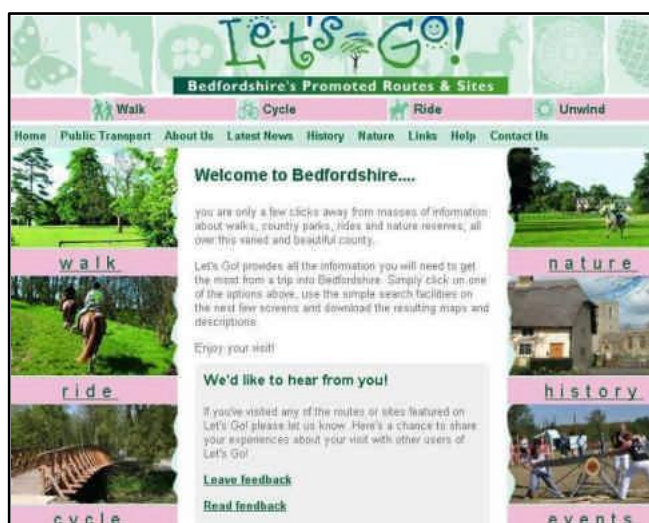 Let's Go!
Bedfordshire's Promoted Routes & Sites
Walk Cycle Ride Unwind
Home Public Transport About Us Latest News History Nature Links Help Contact Us
walk
ride
cycle
Welcome to Bedfordshire....
you are only a few clicks away from masses of information
about walks, country parks, rides and nature reserves; all
over this varied and beautiful county.
Let's Go! provides all the information you will need to get
the most from a trip into Bedfordshire. Simply click on one
of the options above, use the simple search facilities on
the next few screens and download the resulting maps and
descriptions.
Enjoy your visit!
We'd like to hear from you!
If you've visited any of the routes or sites featured on
Let's Go! please let us know. Here's a chance to share
your experiences about your visit with other users of
Let's Go!
Leave feedback
Read feedback
nature
history
events